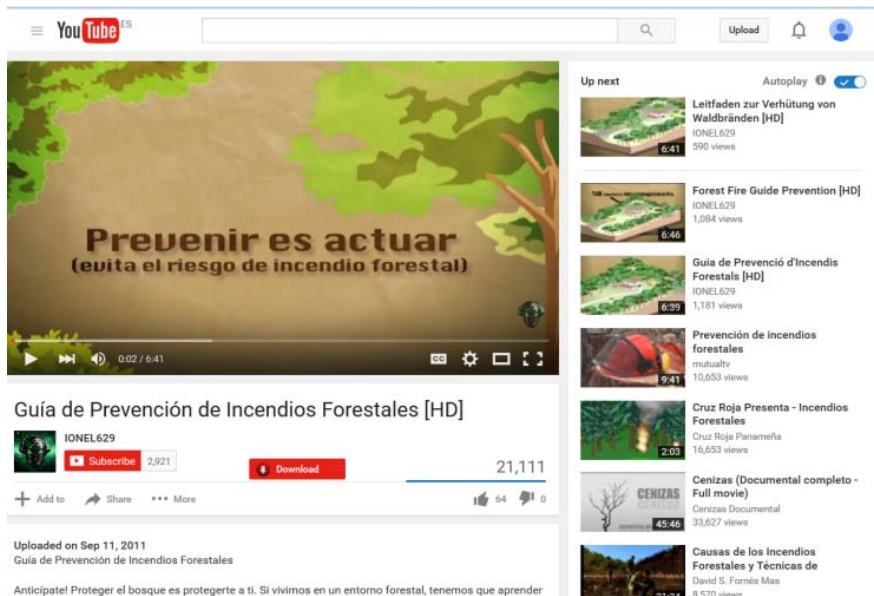 YouTube ES
Upload
Prevenir es actuar
(evita el riesgo de incendio forestal)
0:02 / 6:41
CC
Guía de Prevención de Incendios Forestales [HD]
IONEL629
Subscribe 2,921
Download
21,111
Add to Share More
64 0
Uploaded on Sep 11, 2011
Guía de Prevención de Incendios Forestales
Anticípate! Proteger el bosque es protegerte a ti. Si vivimos en un entorno forestal, tenemos que aprender
Up next Autoplay
Leitfaden zur Verhütung von
Waldbränden [HD]
IONEL629
590 views
6:41
Forest Fire Guide Prevention [HD]
IONEL629
1,084 views
6:46
Guia de Prevenció d'Incendis
Forestals [HD]
IONEL629
1,181 views
6:39
Prevención de incendios
forestales
mutualtv
10,653 views
9:41
Cruz Roja Presenta - Incendios
Forestales
Cruz Roja Panameña
16,653 views
2:03
Cenizas (Documental completo -
Full movie)
Cenizas Documental
33,627 views
CENIZAS
45:46
Causas de los Incendios
Forestales y Técnicas de
David S. Fornés Mas
8,570 views